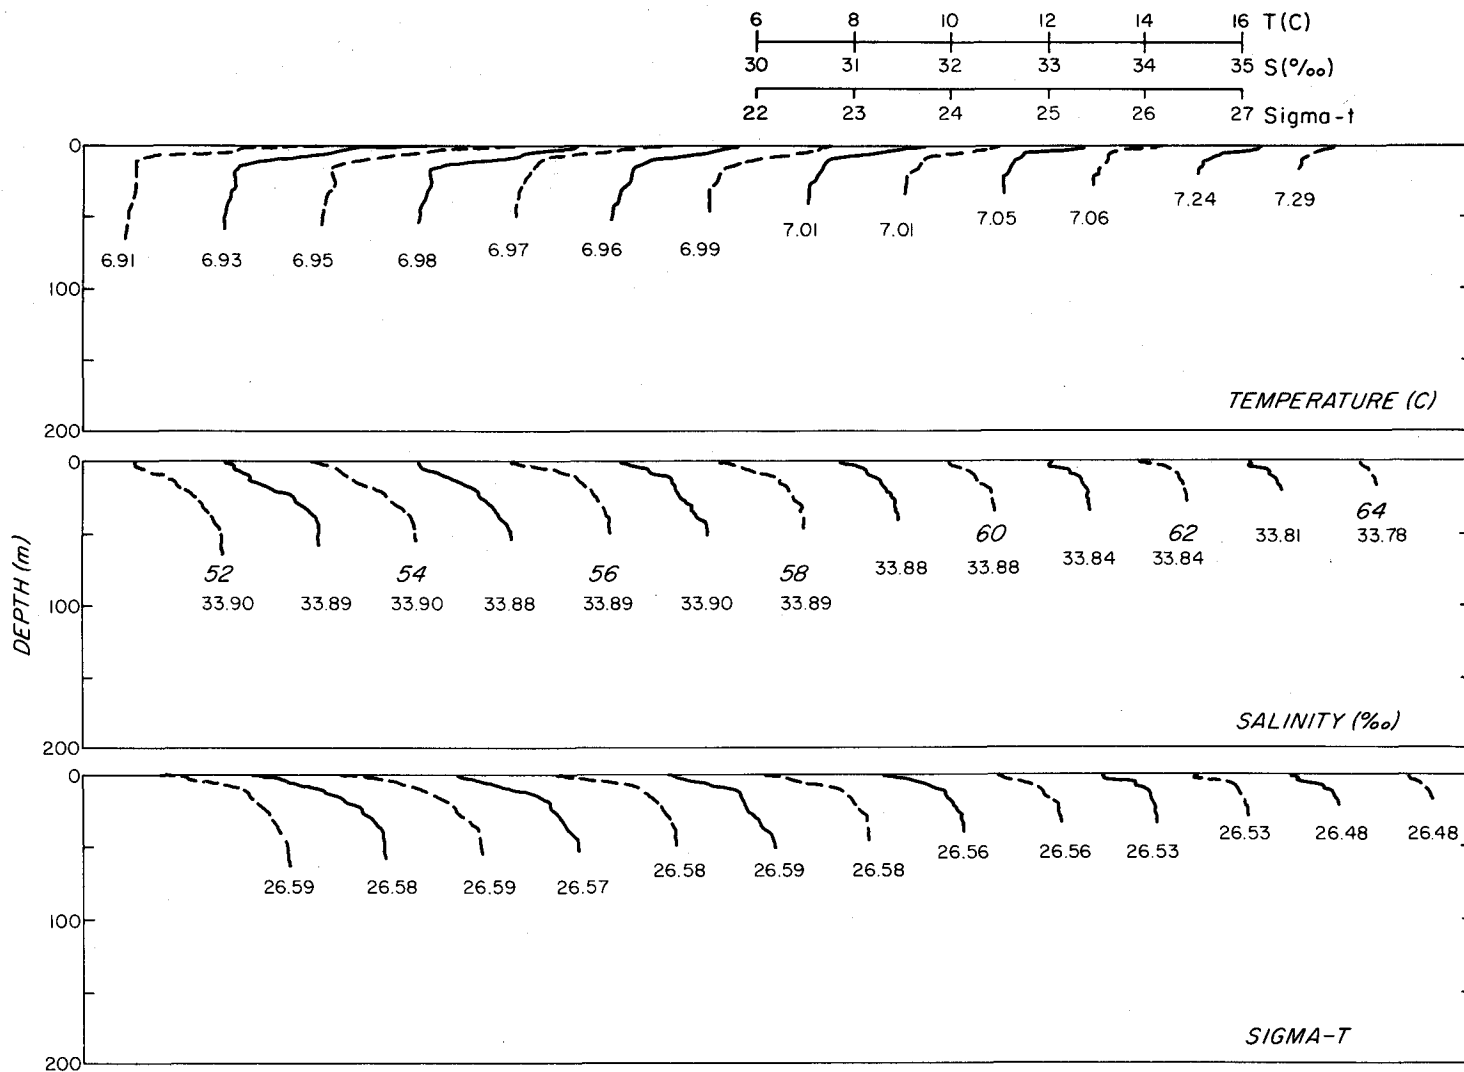 6 8 10 12 14 16 T(C)
30 31 32 33 34 35 S(‰)
22 23 24 25 26 27 Sigma-t
0
7.24 7.29
7.05 7.06
7.01 7.01
6.97 6.96 6.99
6.91 6.93 6.95 6.98
100
TEMPERATURE (C)
200
0
64
60 62 33.81 33.78
33.84 33.84
33.88 33.88
52 54 56 58
33.90 33.89 33.90 33.88 33.89 33.90 33.89
100
DEPTH (m)
SALINITY (‰)
200
0
26.53 26.48 26.48
26.56 26.53
26.56
26.58 26.59 26.58
26.59 26.58 26.59 26.57
100
SIGMA-T
200